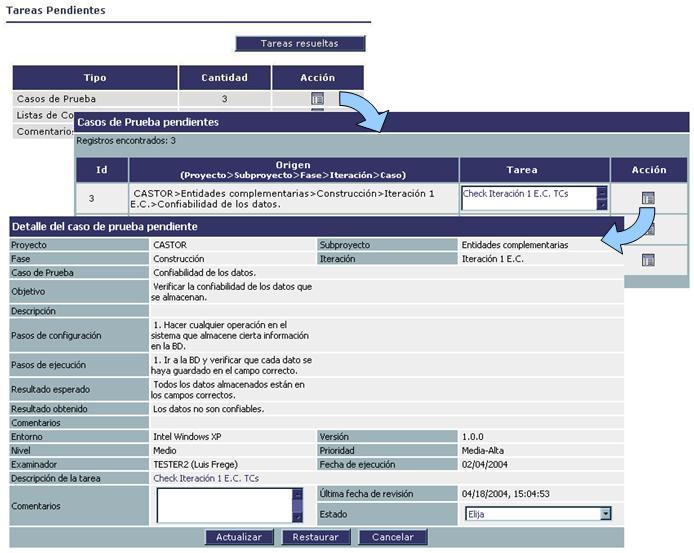 Tareas Pendientes
Tareas resueltas
Tipo Cantidad Acción
Casos de Prueba 3
Listas de Co
Comentario
Casos de Prueba pendientes
Registros encontrados: 3
Id Origen Tarea Acción
(Proyecto>Subproyecto>Fase>Iteración>Caso)
3 CASTOR>Entidades complementarias>Construcción>Iteración 1 Check Iteración 1 E.C. TCs
E.C.>Confiabilidad de los datos.
Detalle del caso de prueba pendiente
Proyecto CASTOR Subproyecto Entidades complementarias
Fase Construcción Iteración Iteración 1 E.C.
Caso de Prueba Confiabilidad de los datos.
Objetivo Verificar la confiabilidad de los datos que
se almacenan.
Descripción
Pasos de configuración 1. Hacer cualquier operación en el
sistema que almacene cierta información
en la BD.
Pasos de ejecución 1. Ir a la BD y verificar que cada dato se
haya guardado en el campo correcto.
Resultado esperado Todos los datos almacenados están en
los campos correctos.
Resultado obtenido Los datos no son confiables.
Comentarios
Entorno Intel Windows XP Versión 1.0.0
Nivel Medio Prioridad Media-Alta
Examinador TESTER2 (Luis Frege) Fecha de ejecución 02/04/2004
Descripción de la tarea Check Iteración 1 E.C. TCs
Comentarios Última fecha de revisión 04/18/2004, 15:04:53
Estado Elija
Actualizar Restaurar Cancelar